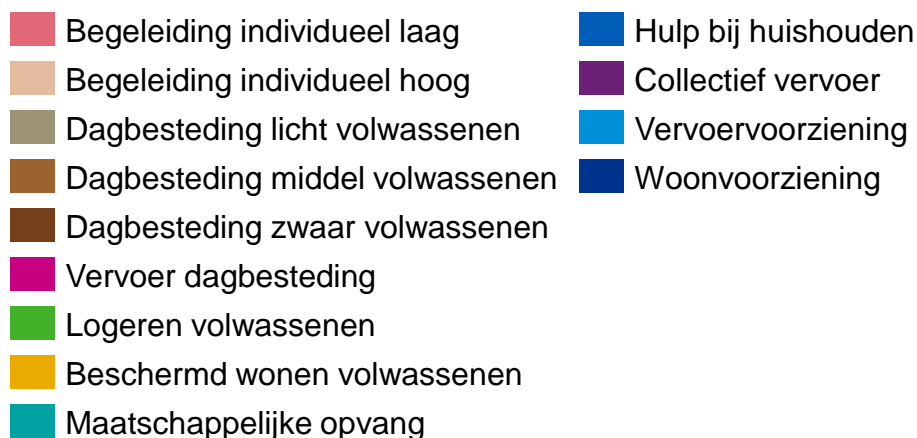 Begeleiding individueel laag
Begeleiding individueel hoog
Dagbesteding licht volwassenen
Dagbesteding middel volwassenen
Dagbesteding zwaar volwassenen
Vervoer dagbesteding
Logeren volwassenen
Beschermd wonen volwassenen
Maatschappelijke opvang
Hulp bij huishouden
Collectief vervoer
Vervoervoorziening
Woonvoorziening